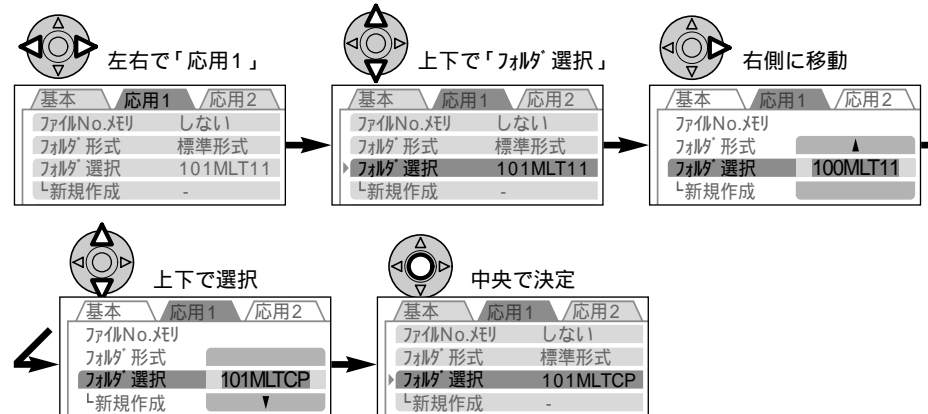 左右で「応用1」
基本 応用1 応用2
ﾌｧｲﾙNo.ﾒﾓﾘ しない
ﾌｫﾙﾀﾞ形式 標準形式
ﾌｫﾙﾀﾞ選択 101MLT11
└新規作成 -
上下で「ﾌｫﾙﾀﾞ選択」
基本 応用1 応用2
ﾌｧｲﾙNo.ﾒﾓﾘ しない
ﾌｫﾙﾀﾞ形式 標準形式
ﾌｫﾙﾀﾞ選択 101MLT11
└新規作成 -
右側に移動
基本 応用1 応用2
ﾌｧｲﾙNo.ﾒﾓﾘ
ﾌｫﾙﾀﾞ形式
ﾌｫﾙﾀﾞ選択 100MLT11
└新規作成
上下で選択
基本 応用1 応用2
ﾌｧｲﾙNo.ﾒﾓﾘ
ﾌｫﾙﾀﾞ形式
ﾌｫﾙﾀﾞ選択 101MLTCP
└新規作成
中央で決定
基本 応用1 応用2
ﾌｧｲﾙNo.ﾒﾓﾘ しない
ﾌｫﾙﾀﾞ形式 標準形式
ﾌｫﾙﾀﾞ選択 101MLTCP
└新規作成 -